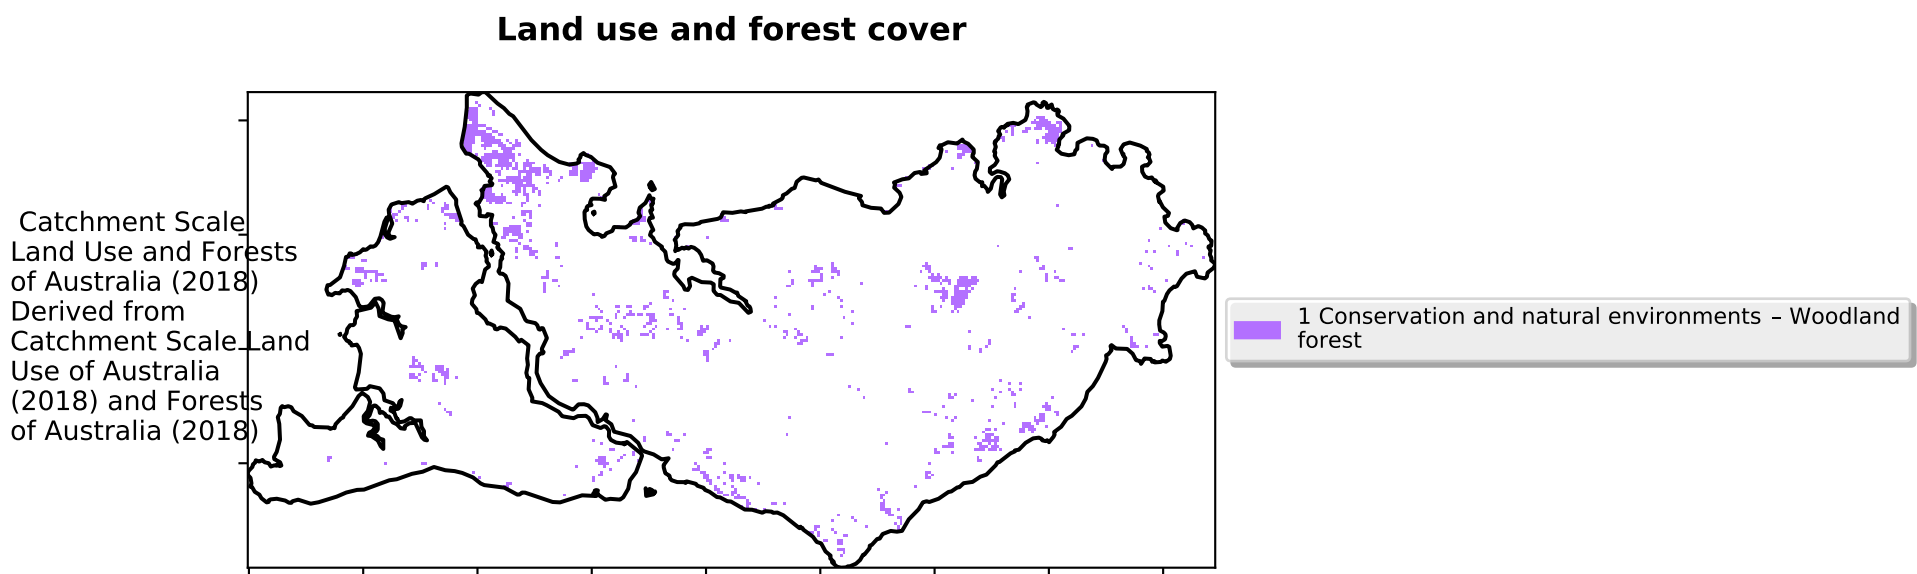 Land use and forest cover
Catchment Scale
Land Use and Forests
of Australia (2018)
Derived from
Catchment Scale Land
Use of Australia
(2018) and Forests
of Australia (2018)
1 Conservation and natural environments – Woodland
forest